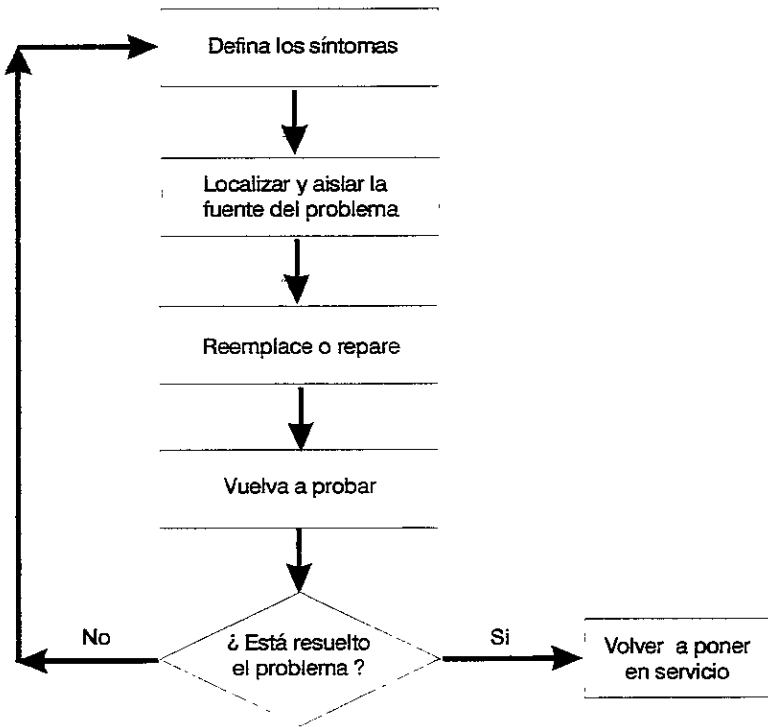 Defina los síntomas
Localizar y aislar la
fuente del problema
Reemplace o repare
Vuelva a probar
¿ Está resuelto
el problema ?
No
Si
Volver a poner
en servicio